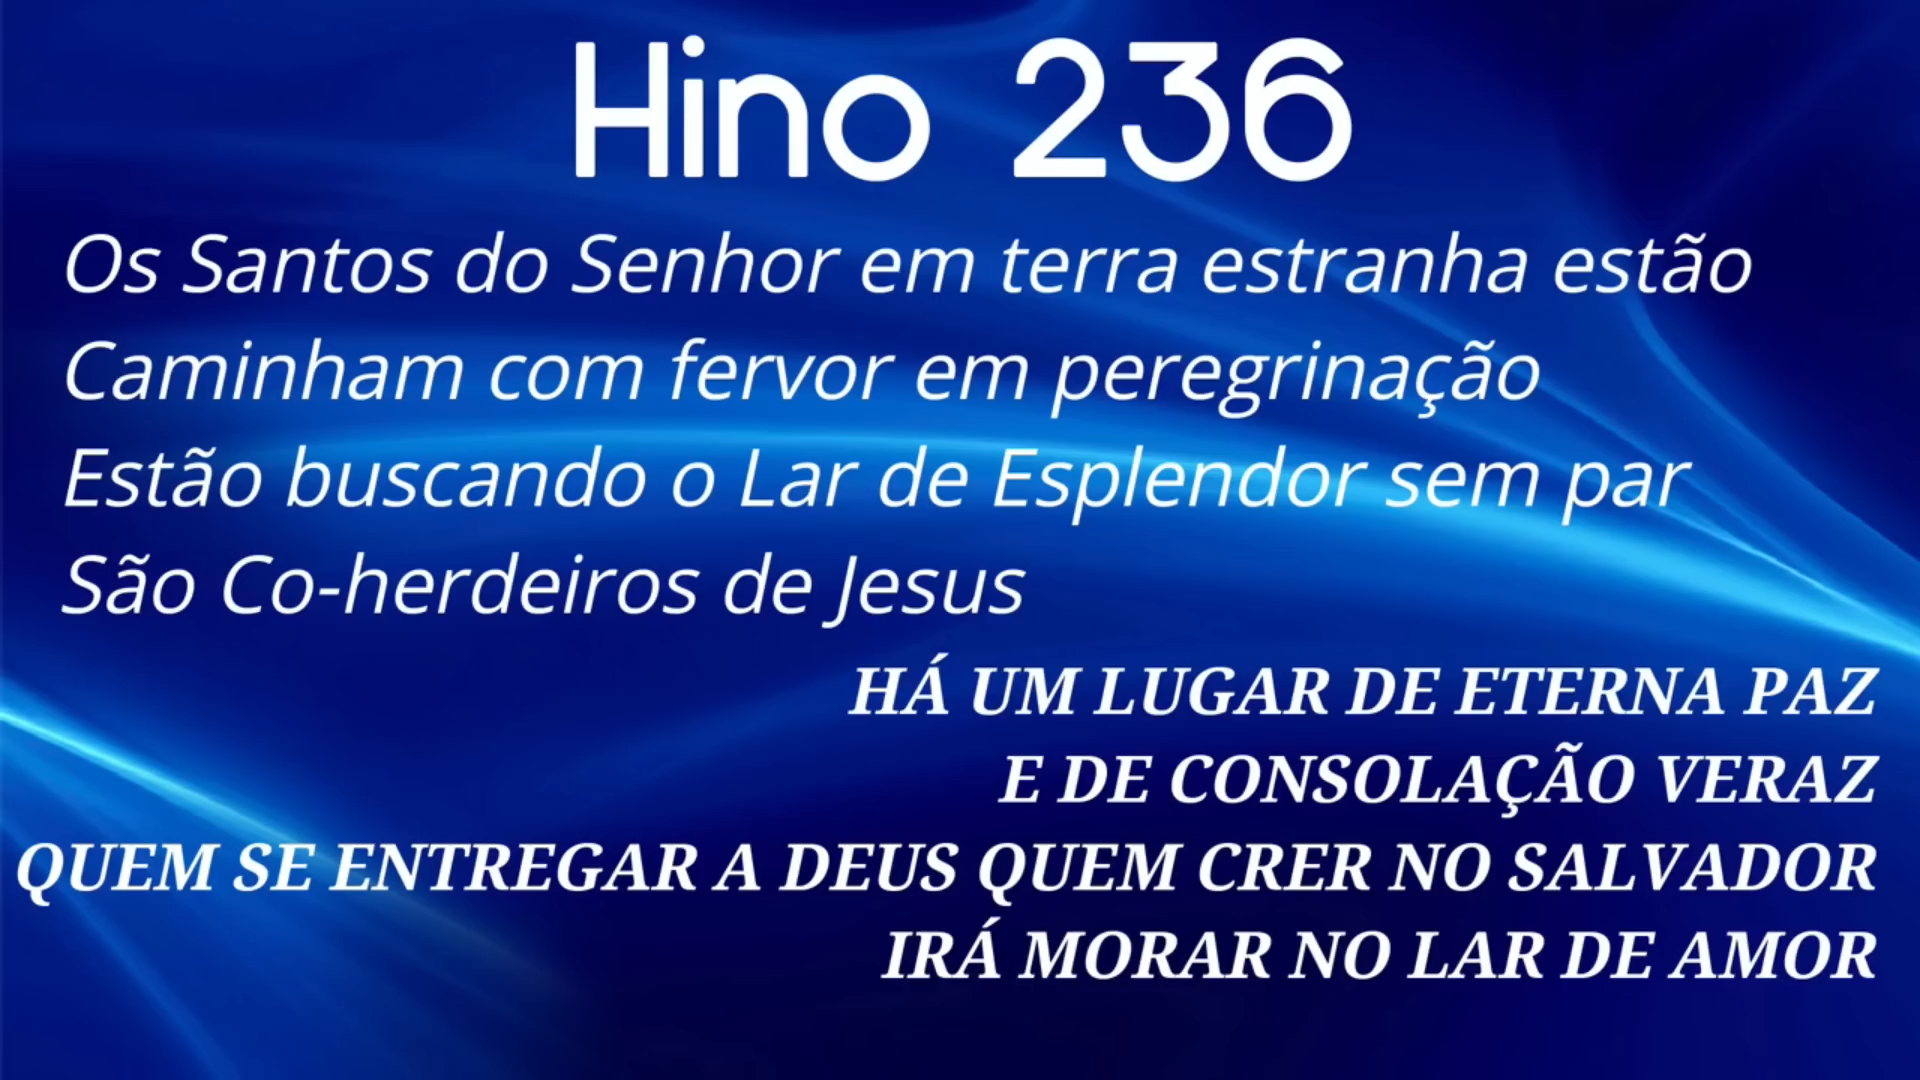 Hino 236
Os Santos do Senhor em terra estranha estão
Caminham com fervor em peregrinação
Estão buscando o Lar de Esplendor sem par
São Co-herdeiros de Jesus
HÁ UM LUGAR DE ETERNA PAZ
E DE CONSOLAÇÃO VERAZ
QUEM SE ENTREGAR A DEUS QUEM CRER NO SALVADOR
IRÁ MORAR NO LAR DE AMOR